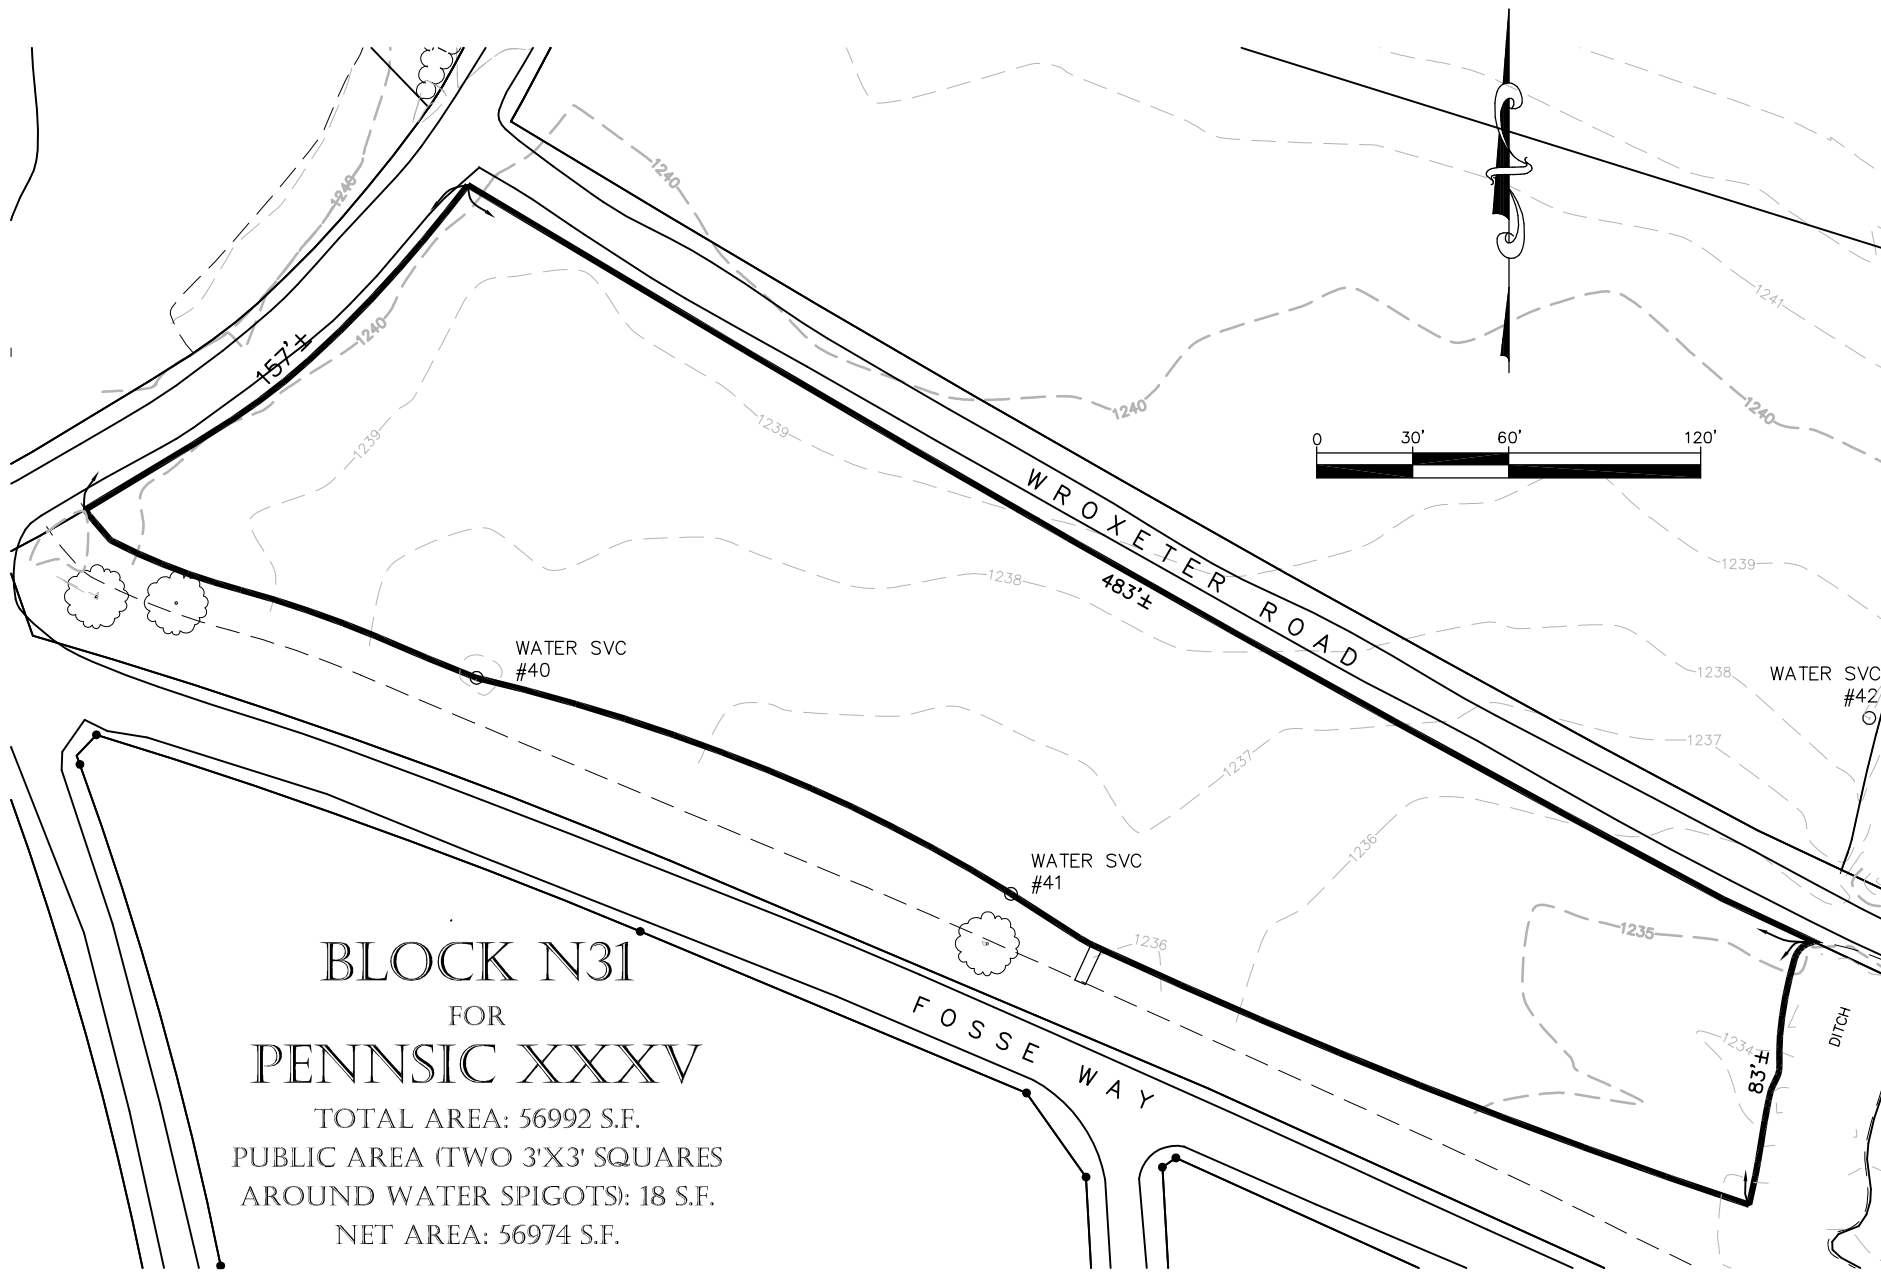 1240
1240
1240
157'±
1239
1239
1241
1240
1240
0 30' 60' 120'
WROXETER ROAD
483'±
1238
1239
1238
1237
1237
WATER SVC
#40
WATER SVC
#42
WATER SVC
#41
1236
1236
1235
1234
DITCH
83'±
FOSSE WAY
BLOCK N31
FOR
PENNSIC XXXV
TOTAL AREA: 56992 S.F.
PUBLIC AREA (TWO 3'X3' SQUARES
AROUND WATER SPIGOTS): 18 S.F.
NET AREA: 56974 S.F.